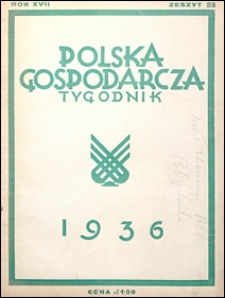 ROK XVII ZESZYT 23
POLSKA
GOSPODARCZA
TYGODNIK
1936
CENA zł 1·50